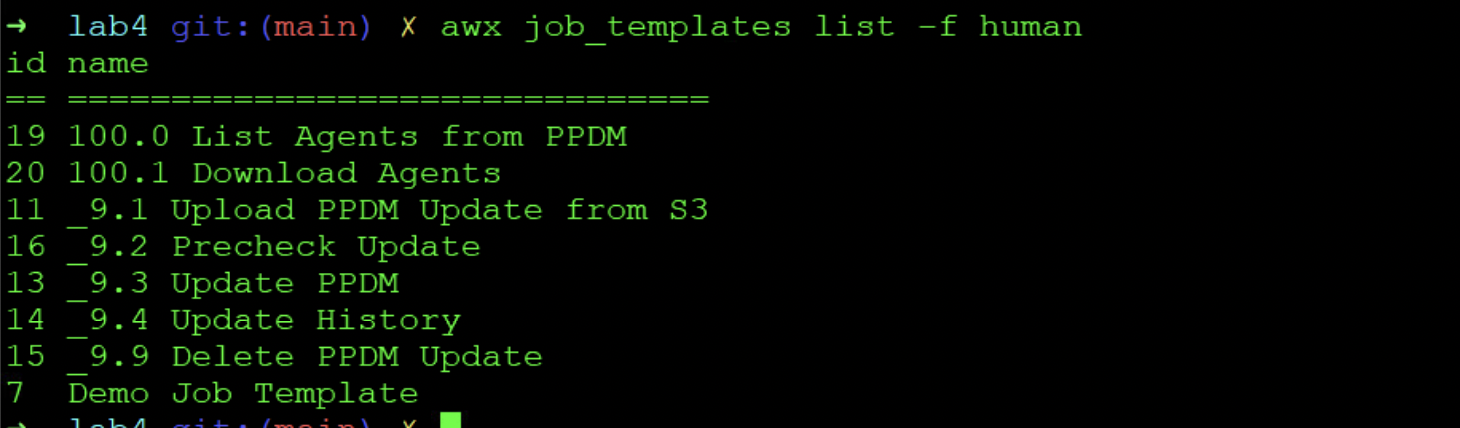 ➜  lab4 git:(main) ✗ awx job_templates list -f human
id name
== ===============================
19 100.0 List Agents from PPDM
20 100.1 Download Agents
11 _9.1 Upload PPDM Update from S3
16 _9.2 Precheck Update
13 _9.3 Update PPDM
14 _9.4 Update History
15 _9.9 Delete PPDM Update
7  Demo Job Template
➜  lab4 git:(main) ✗